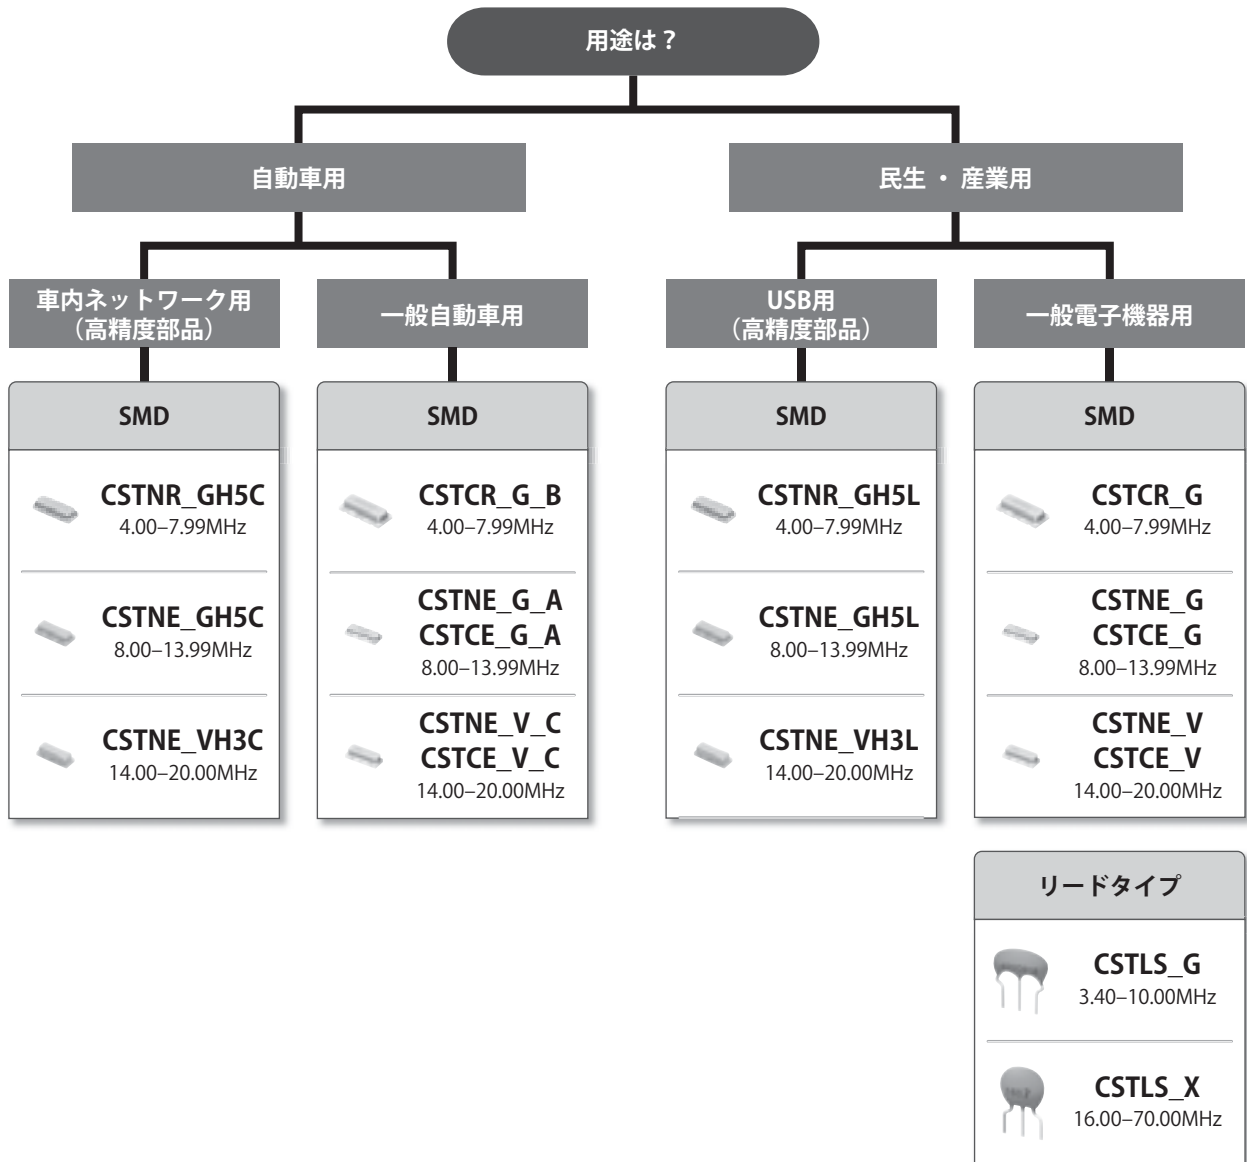 用途は？
自動車用
民生 ・ 産業用
車内ネットワーク用
（高精度部品）
一般自動車用
USB用
（高精度部品）
一般電子機器用
SMD
CSTNR_GH5C
4.00–7.99MHz
CSTNE_GH5C
8.00–13.99MHz
CSTNE_VH3C
14.00–20.00MHz
SMD
CSTCR_G_B
4.00–7.99MHz
CSTNE_G_A
CSTCE_G_A
8.00–13.99MHz
CSTNE_V_C
CSTCE_V_C
14.00–20.00MHz
SMD
CSTNR_GH5L
4.00–7.99MHz
CSTNE_GH5L
8.00–13.99MHz
CSTNE_VH3L
14.00–20.00MHz
SMD
CSTCR_G
4.00–7.99MHz
CSTNE_G
CSTCE_G
8.00–13.99MHz
CSTNE_V
CSTCE_V
14.00–20.00MHz
リードタイプ
CSTLS_G
3.40–10.00MHz
CSTLS_X
16.00–70.00MHz